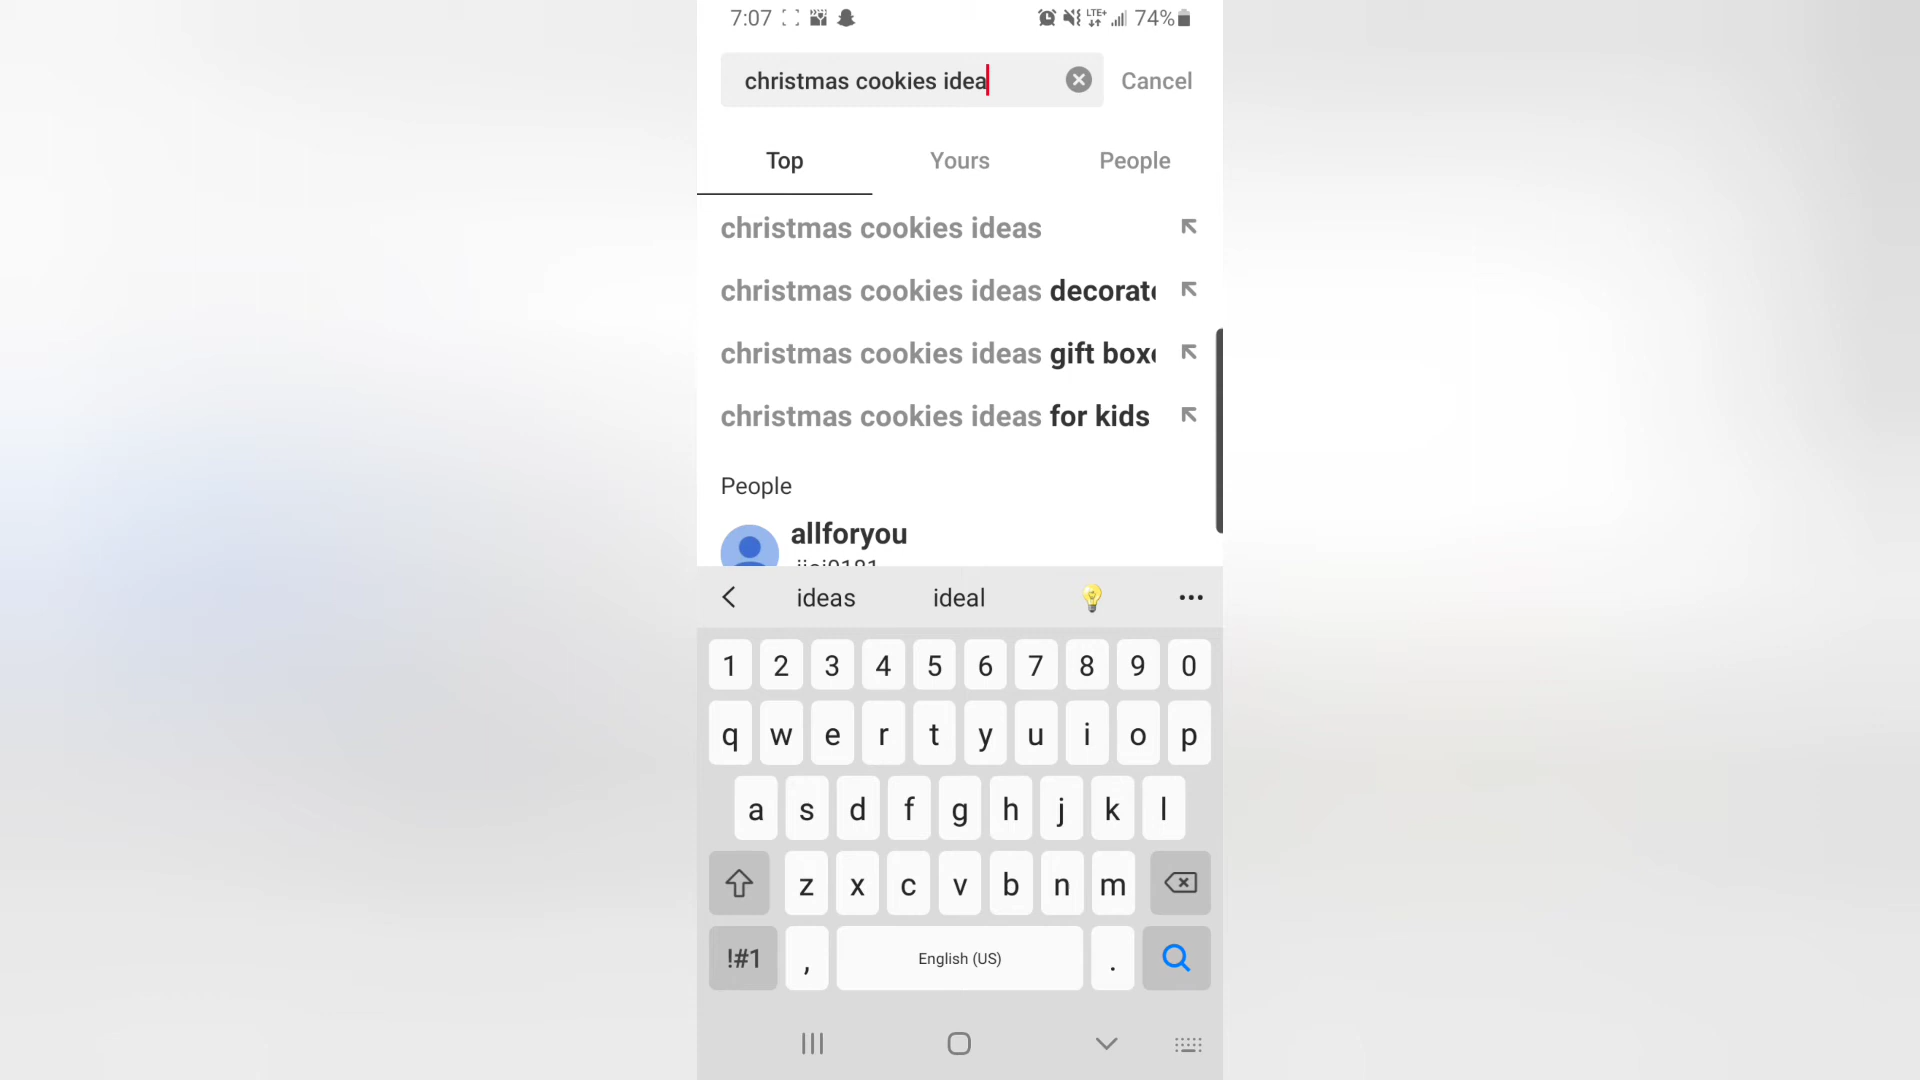 7:07 LTE+ 74%
christmas cookies idea Cancel
Top Yours People
christmas cookies ideas
christmas cookies ideas decorat
christmas cookies ideas gift box
christmas cookies ideas for kids
People
allforyou
ideas ideal
1 2 3 4 5 6 7 8 9 0
q w e r t y u i o p
a s d f g h j k l
z x c v b n m
!#1 , English (US) .